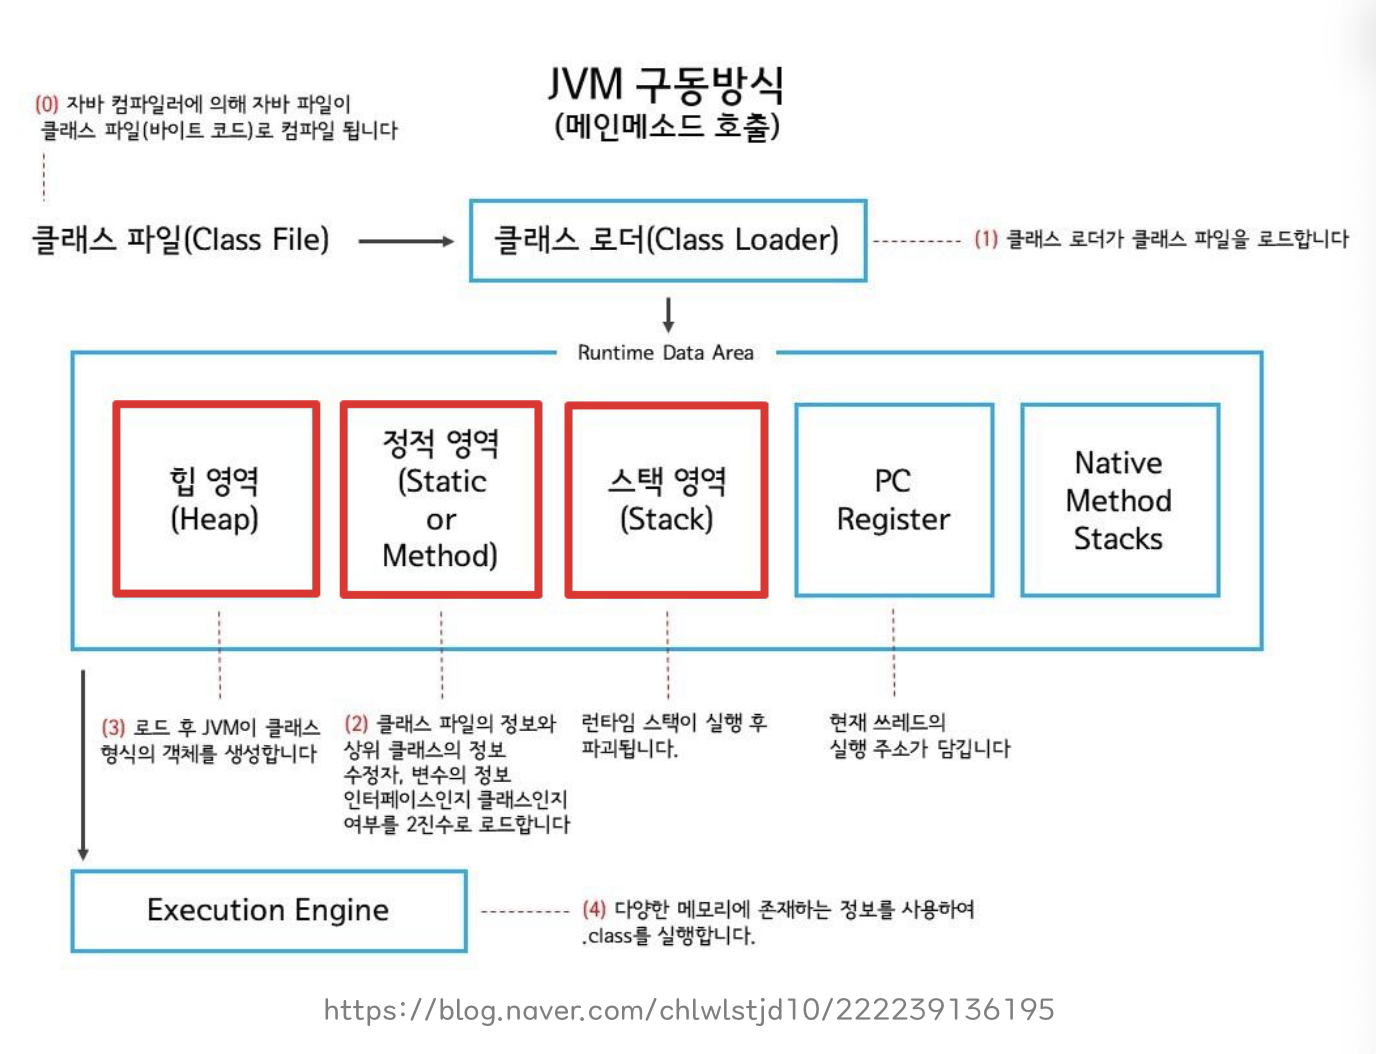 JVM 구동방식
(메인메소드 호출)
(0) 자바 컴파일러에 의해 자바 파일이
클래스 파일(바이트 코드)로 컴파일 됩니다
클래스 파일(Class File)
클래스 로더(Class Loader)
(1) 클래스 로더가 클래스 파일을 로드합니다
Runtime Data Area
힙 영역
(Heap)
정적 영역
(Static
or
Method)
스택 영역
(Stack)
PC
Register
Native
Method
Stacks
(3) 로드 후 JVM이 클래스
형식의 객체를 생성합니다
(2) 클래스 파일의 정보와
상위 클래스의 정보
수정자, 변수의 정보
인터페이스인지 클래스인지
여부를 2진수로 로드합니다
런타임 스택이 실행 후
파괴됩니다.
현재 쓰레드의
실행 주소가 담깁니다
Execution Engine
(4) 다양한 메모리에 존재하는 정보를 사용하여
.class를 실행합니다.
https://blog.naver.com/chlwlstjd10/222239136195